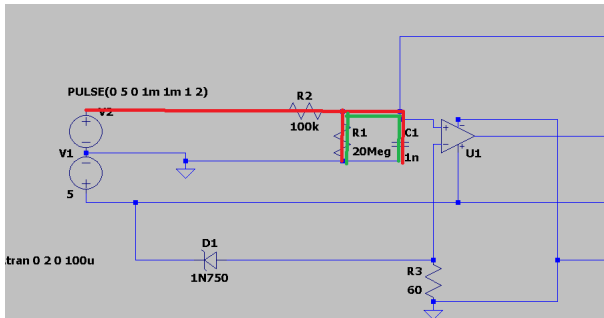 PULSE(0 5 0 1m 1m 1 2)
V2
R2
100k
R1
20Meg
C1
1n
U1
V1
5
D1
1N750
R3
60
.tran 0 2 0 100u